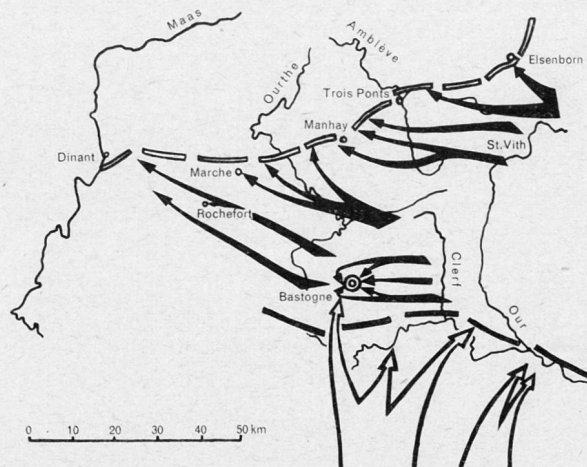 Maas
Amblève
Ourthe
Elsenborn
Trois Ponts
Manhay
St. Vith
Dinant
Marche
Rochefort
Clerf
Bastogne
Our
0 10 20 30 40 50 km